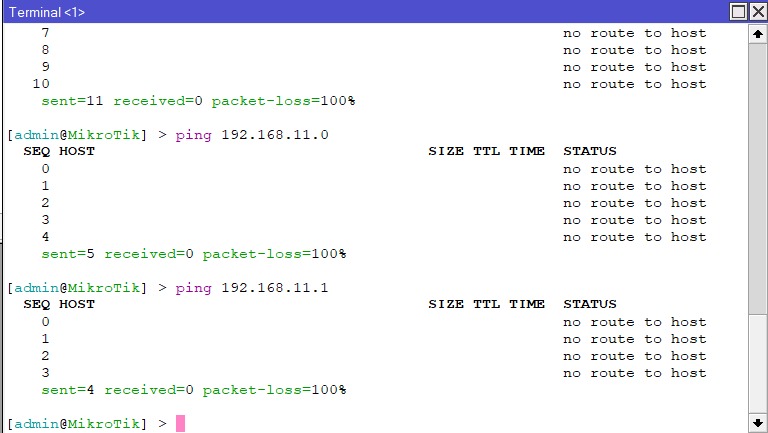 Terminal <1>
7 no route to host
8 no route to host
9 no route to host
10 no route to host
sent=11 received=0 packet-loss=100%
[admin@MikroTik] > ping 192.168.11.0
SEQ HOST SIZE TTL TIME STATUS
0 no route to host
1 no route to host
2 no route to host
3 no route to host
4 no route to host
sent=5 received=0 packet-loss=100%
[admin@MikroTik] > ping 192.168.11.1
SEQ HOST SIZE TTL TIME STATUS
0 no route to host
1 no route to host
2 no route to host
3 no route to host
sent=4 received=0 packet-loss=100%
[admin@MikroTik] >